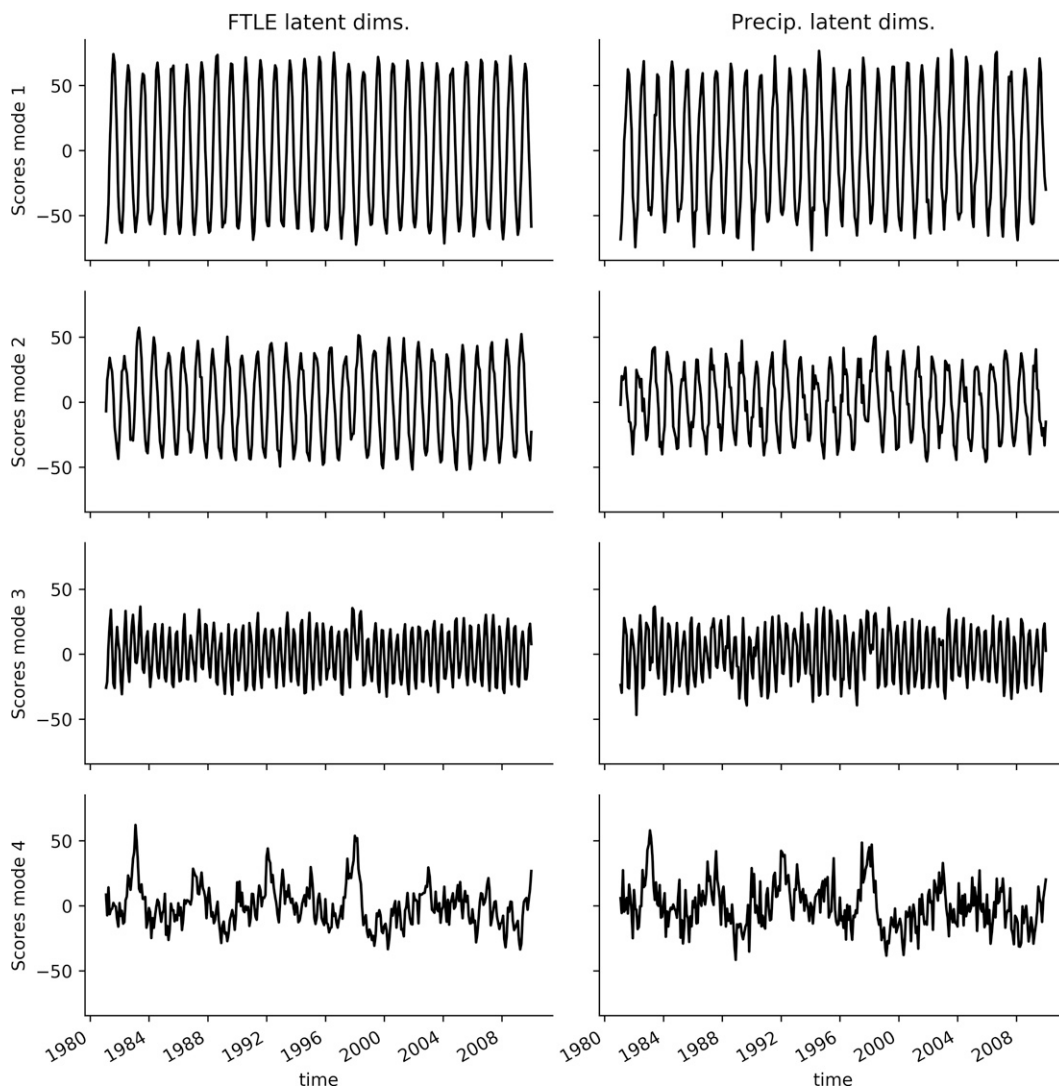 FTLE latent dims. Precip. latent dims.
Scores mode 1
50
0
−50
Scores mode 2
50
0
−50
Scores mode 3
50
0
−50
Scores mode 4
50
0
−50
1980 1984 1988 1992 1996 2000 2004 2008 1980 1984 1988 1992 1996 2000 2004 2008
time time